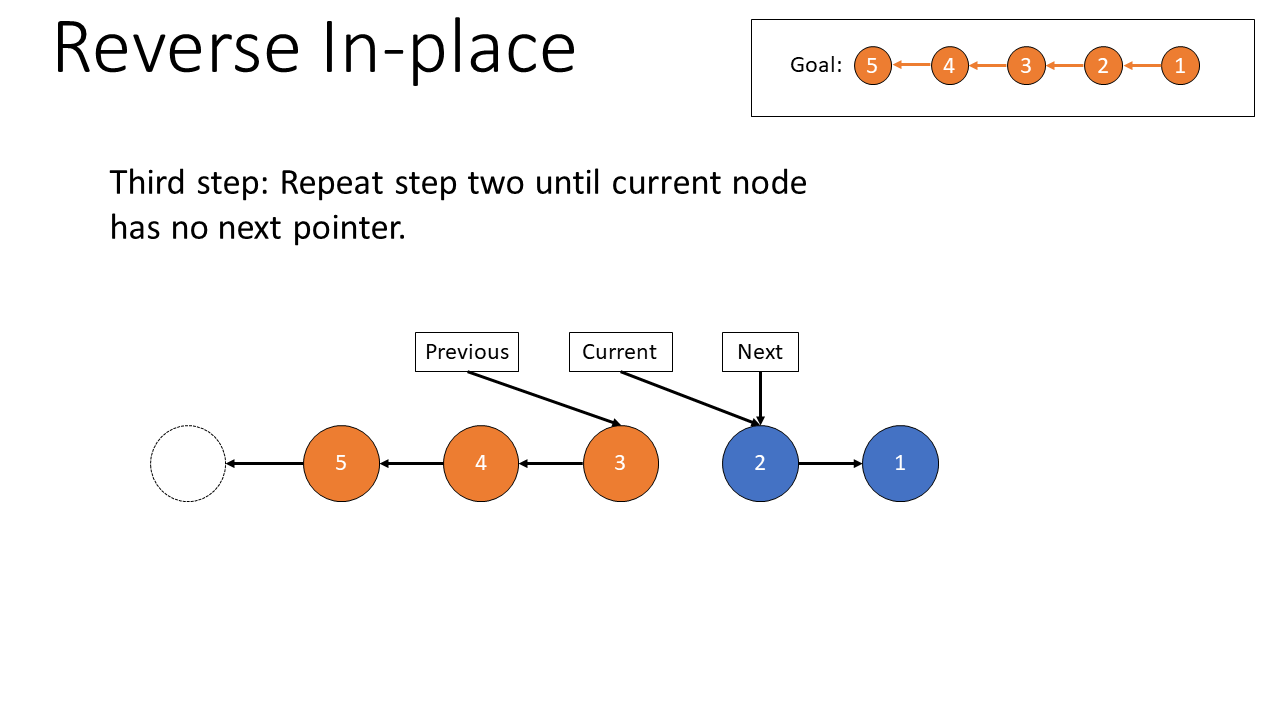 Reverse In-place
Goal: 5 4 3 2 1
Third step: Repeat step two until current node
has no next pointer.
Previous Current Next
5 4 3 2 1